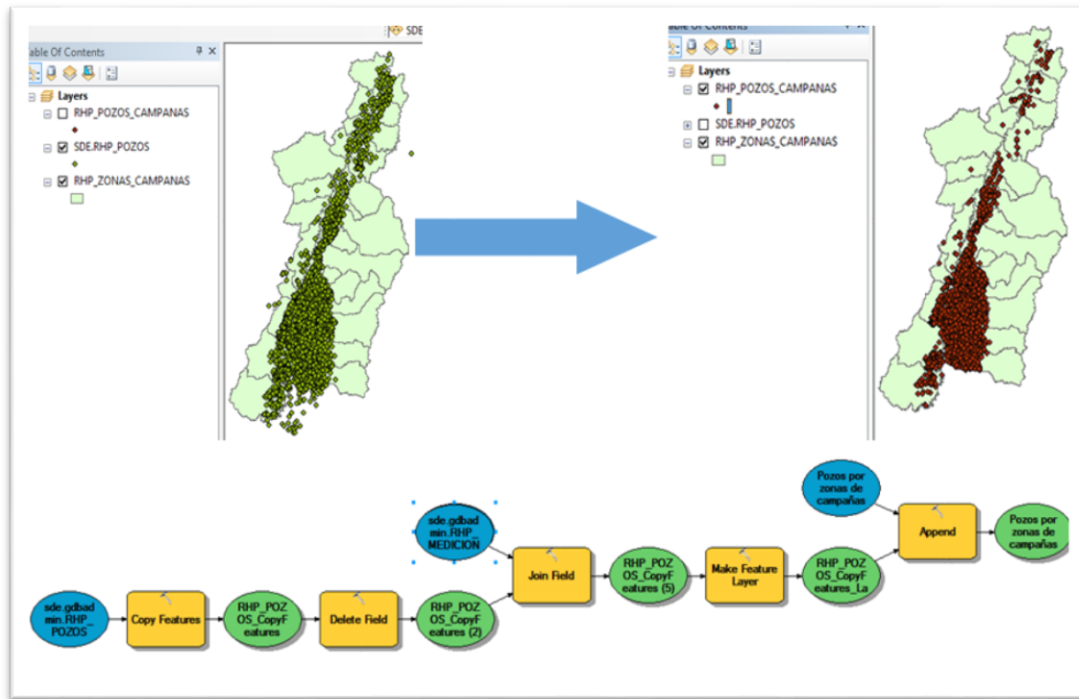 SDE
able Of Contents
Layers
RHP_POZOS_CAMPANAS
SDE.RHP_POZOS
RHP_ZONAS_CAMPANAS
able Of Contents
Layers
RHP_POZOS_CAMPANAS
SDE.RHP_POZOS
RHP_ZONAS_CAMPANAS
sde.gdbad
min.RHP_
POZOS
Copy Features
RHP_POZ
OS_CopyF
eatures
Delete Field
RHP_POZ
OS_CopyF
eatures (2)
sde.gdbad
min.RHP_
MEDICION
Join Field
RHP_POZ
OS_CopyF
eatures (5)
Make Feature
Layer
RHP_POZ
OS_CopyF
eatures_La
Pozos por
zonas de
campañas
Append
Pozos por
zonas de
campañas